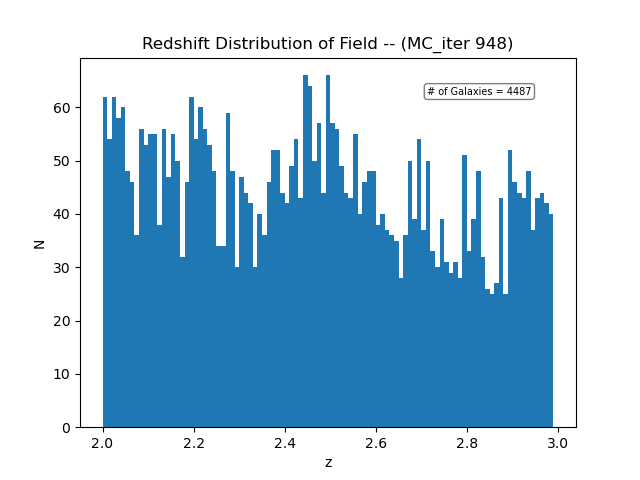 Redshift Distribution of Field -- (MC_iter 948)
# of Galaxies = 4487
60
50
40
30
20
10
0
N
2.0 2.2 2.4 2.6 2.8 3.0
z